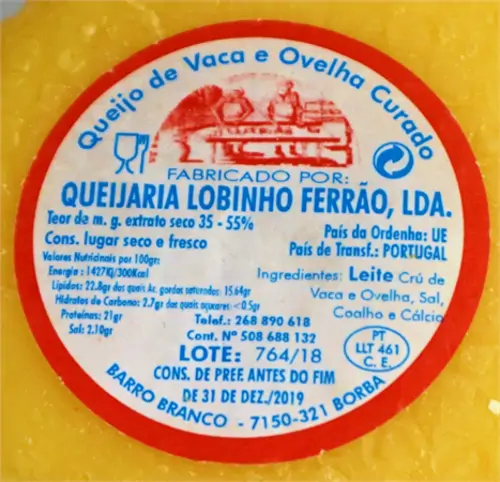 Queijo de Vaca e Ovelha Curado
FABRICADO POR:
QUEIJARIA LOBINHO FERRÃO, LDA.
Teor de m. g. extrato seco 35 - 55%
Cons. lugar seco e fresco
País da Ordenha: UE
País de Transf.: PORTUGAL
Valores Nutricionais por 100gr:
Energia: 1427Kj/300Kcal
Lípidos: 22.8gr dos quais Ác. gordos saturados: 15.64gr
Hidratos de Carbono: 2.7gr dos quais açucares: <0.5gr
Proteínas: 21gr
Sal: 2.10gr
Ingredientes: Leite Crú de
Vaca e Ovelha, Sal,
Coalho e Cálcio
Telef.: 268 890 618
Cont. Nº 508 688 132
LOTE: 764/18
CONS. DE PREF. ANTES DO FIM
DE 31 DE DEZ./2019
PT
LLT 461
C. E.
BARRO BRANCO - 7150-321 BORBA